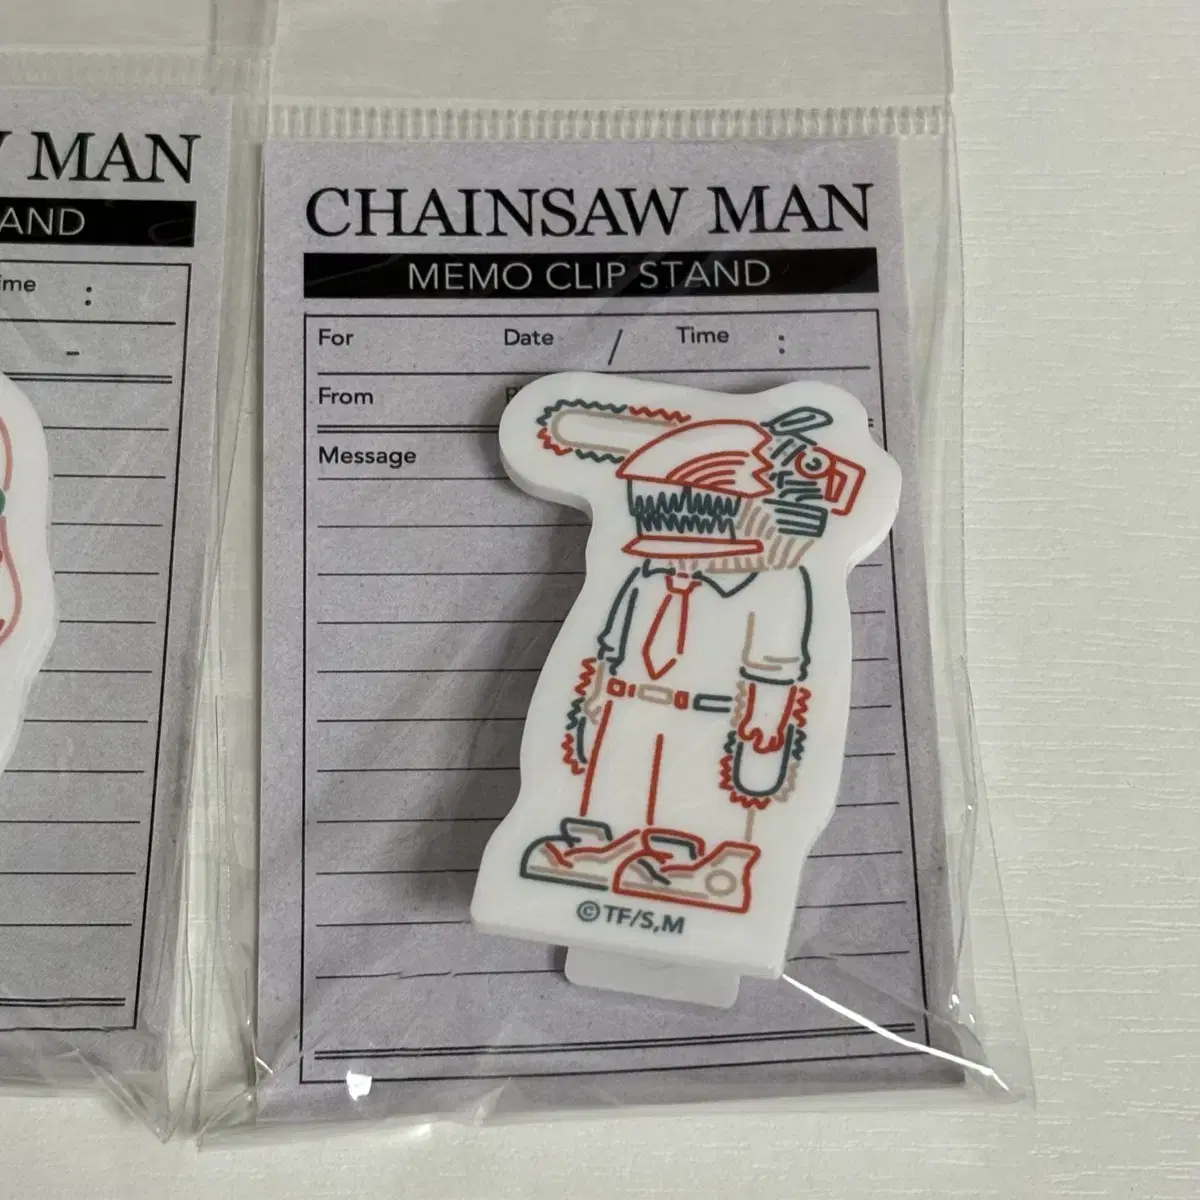 W MAN
AND
ime :
-
CHAINSAW MAN
MEMO CLIP STAND
For Date / Time :
From
Message
©TF/S,M